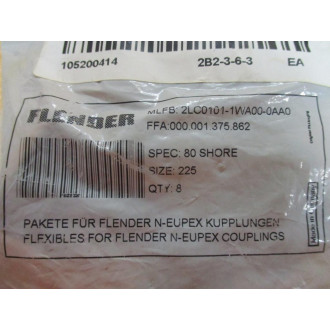 105200414 2B2-3-6-3 EA
FLENDER
MLFB: 2LC0101-1WA00-0AA0
FFA:000.001.375.862
SPEC: 80 SHORE
SIZE: 225
QTY: 8
PAKETE FÜR FLENDER N-EUPEX KUPPLUNGEN
FLEXIBLES FOR FLENDER N-EUPEX COUPLINGS